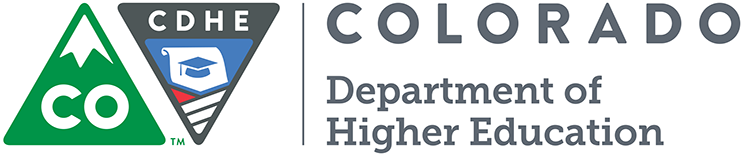 CO
TM
CDHE
COLORADO
Department of
Higher Education